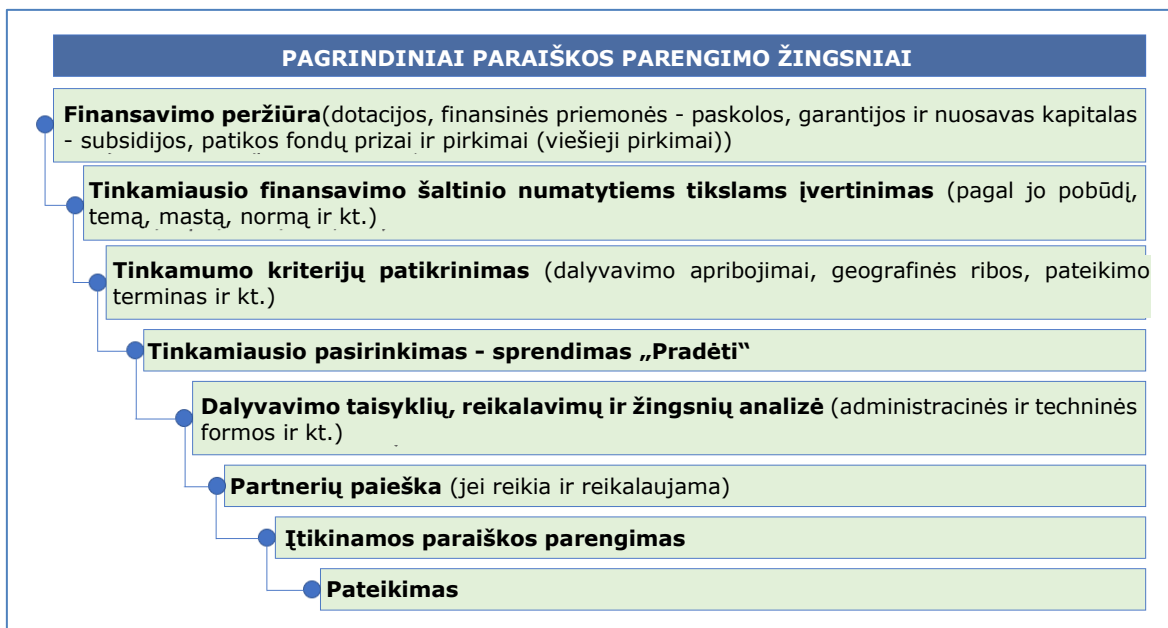 PAGRINDINIAI PARAIŠKOS PARENGIMO ŽINGSNIAI
Finansavimo peržiūra(dotacijos, finansinės priemonės - paskolos, garantijos ir nuosavas kapitalas
- subsidijos, patikos fondų prizai ir pirkimai (viešieji pirkimai))
Tinkamiausio finansavimo šaltinio numatytiems tikslams įvertinimas (pagal jo pobūdį,
temą, mastą, normą ir kt.)
Tinkamumo kriterijų patikrinimas (dalyvavimo apribojimai, geografinės ribos, pateikimo
terminas ir kt.)
Tinkamiausio pasirinkimas - sprendimas „Pradėti“
Dalyvavimo taisyklių, reikalavimų ir žingsnių analizė (administracinės ir techninės
formos ir kt.)
Partnerių paieška (jei reikia ir reikalaujama)
Įtikinamos paraiškos parengimas
Pateikimas